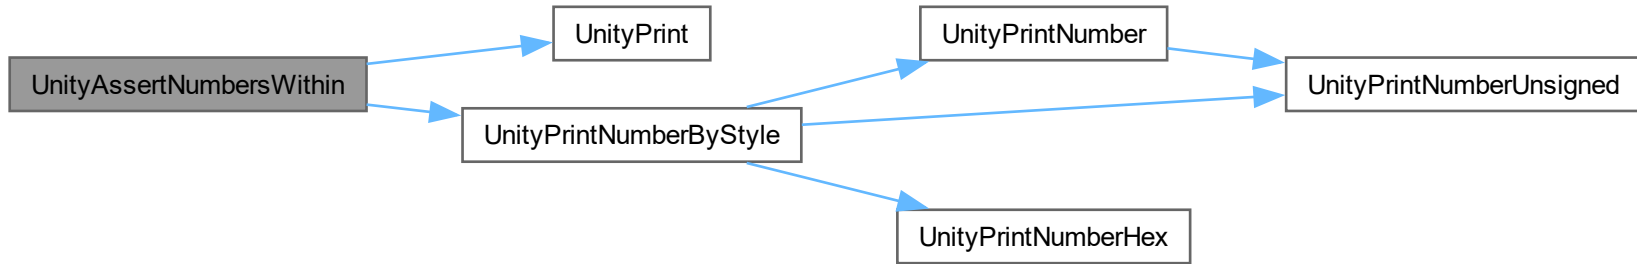 UnityAssertNumbersWithin
UnityPrint
UnityPrintNumberByStyle
UnityPrintNumber
UnityPrintNumberUnsigned
UnityPrintNumberHex